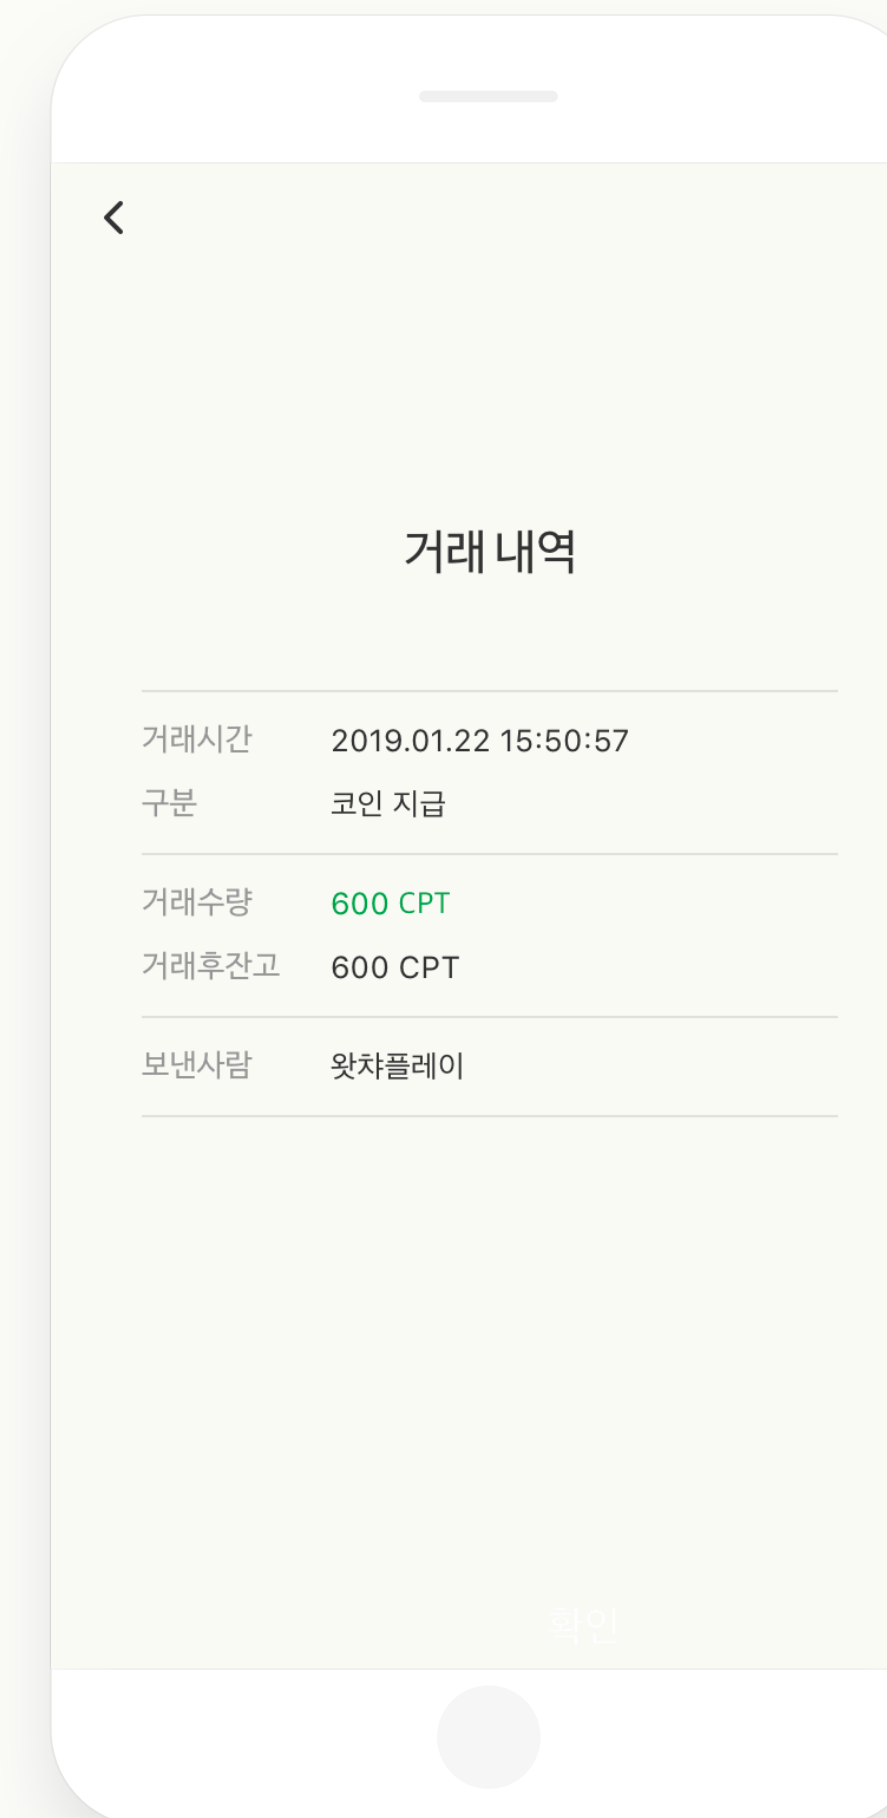 거래 내역
거래시간 2019.01.22 15:50:57
구분 코인 지급
거래수량 600 CPT
거래후잔고 600 CPT
보낸사람 왓챠플레이
확인